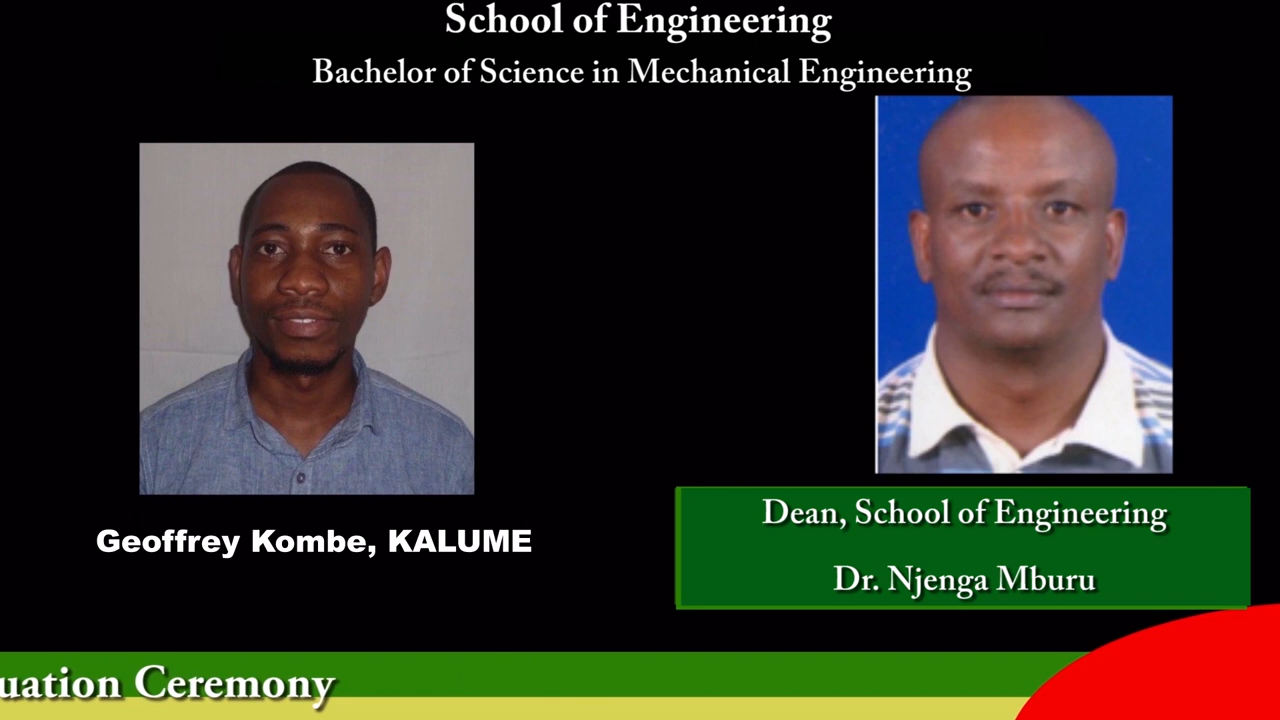 School of Engineering
Bachelor of Science in Mechanical Engineering
Geoffrey Kombe, KALUME
Dean, School of Engineering
Dr. Njenga Mburu
uation Ceremony